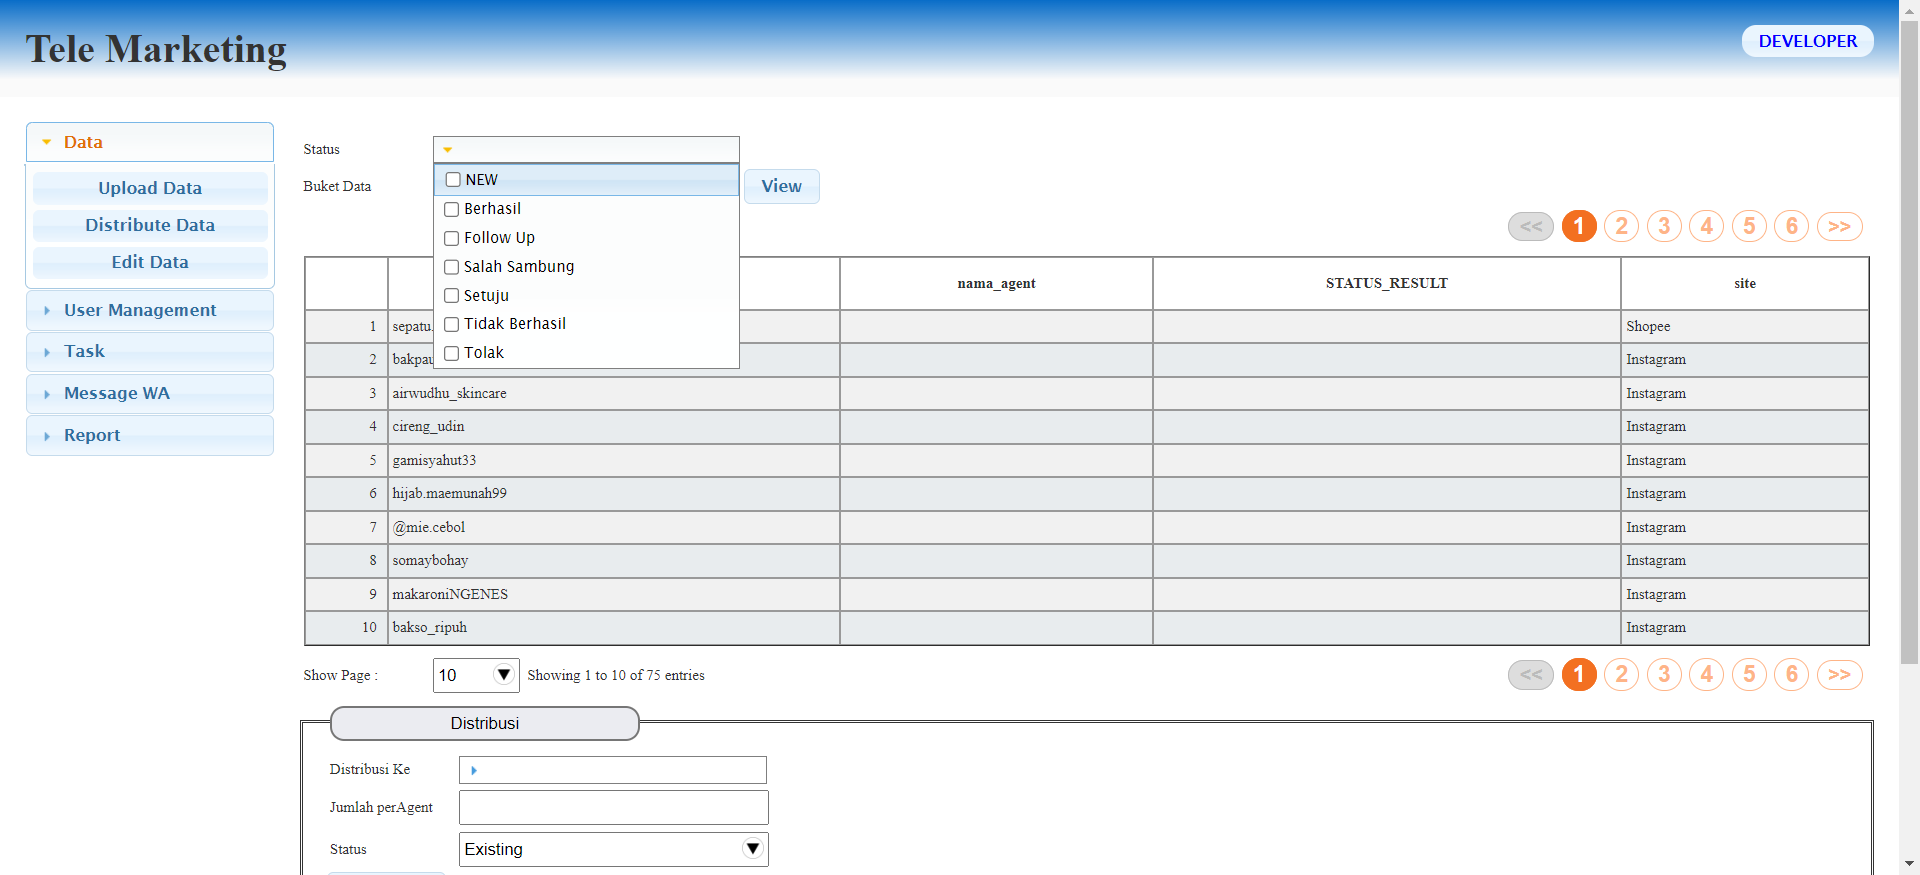 Tele Marketing
DEVELOPER
Data
Upload Data
Distribute Data
Edit Data
User Management
Task
Message WA
Report
Status
Buket Data
NEW
Berhasil
Follow Up
Salah Sambung
Setuju
Tidak Berhasil
Tolak
View
<< 1 2 3 4 5 6 >>
nama_agent STATUS_RESULT site
1 sepatu. Shopee
2 bakpau Instagram
3 airwudhu_skincare Instagram
4 cireng_udin Instagram
5 gamisyahut33 Instagram
6 hijab.maemunah99 Instagram
7 @mie.cebol Instagram
8 somaybohay Instagram
9 makaroniNGENES Instagram
10 bakso_ripuh Instagram
Show Page : 10 Showing 1 to 10 of 75 entries
<< 1 2 3 4 5 6 >>
Distribusi
Distribusi Ke
Jumlah perAgent
Status Existing